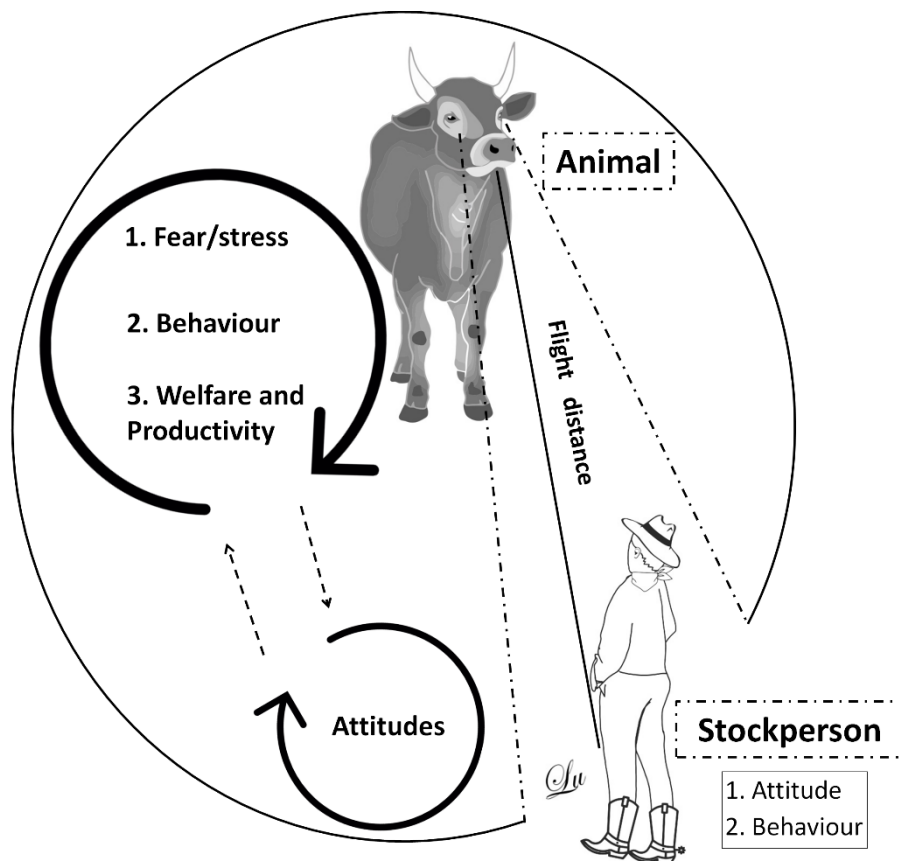 Animal
1. Fear/stress
2. Behaviour
3. Welfare and
Productivity
Flight distance
Attitudes
Stockperson
1. Attitude
2. Behaviour
Lu